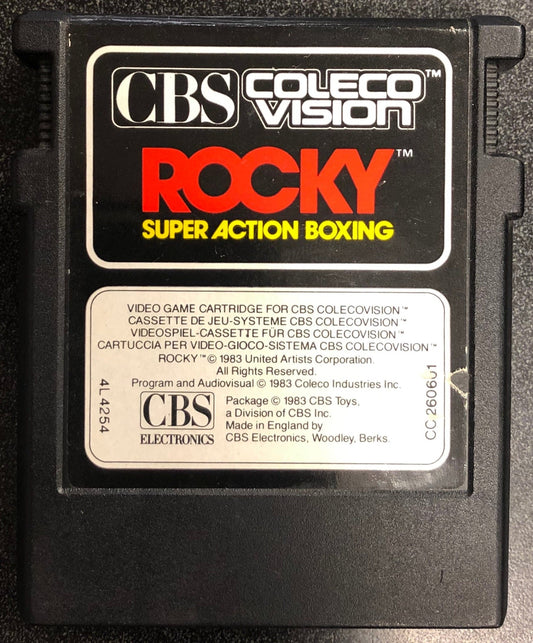 CBS COLECO VISION™
ROCKY™
SUPER ACTION BOXING
VIDEO GAME CARTRIDGE FOR CBS COLECOVISION™
CASSETTE DE JEU-SYSTEME CBS COLECOVISION™
VIDEOSPIEL-CASSETTE FÜR CBS COLECOVISION™
CARTUCCIA PER VIDEO-GIOCO-SISTEMA CBS COLECOVISION™
ROCKY™ © 1983 United Artists Corporation.
All Rights Reserved.
Program and Audiovisual © 1983 Coleco Industries Inc.
CBS
ELECTRONICS
Package © 1983 CBS Toys,
a Division of CBS Inc.
Made in England by
CBS Electronics, Woodley, Berks.
4L4254
CC 260601